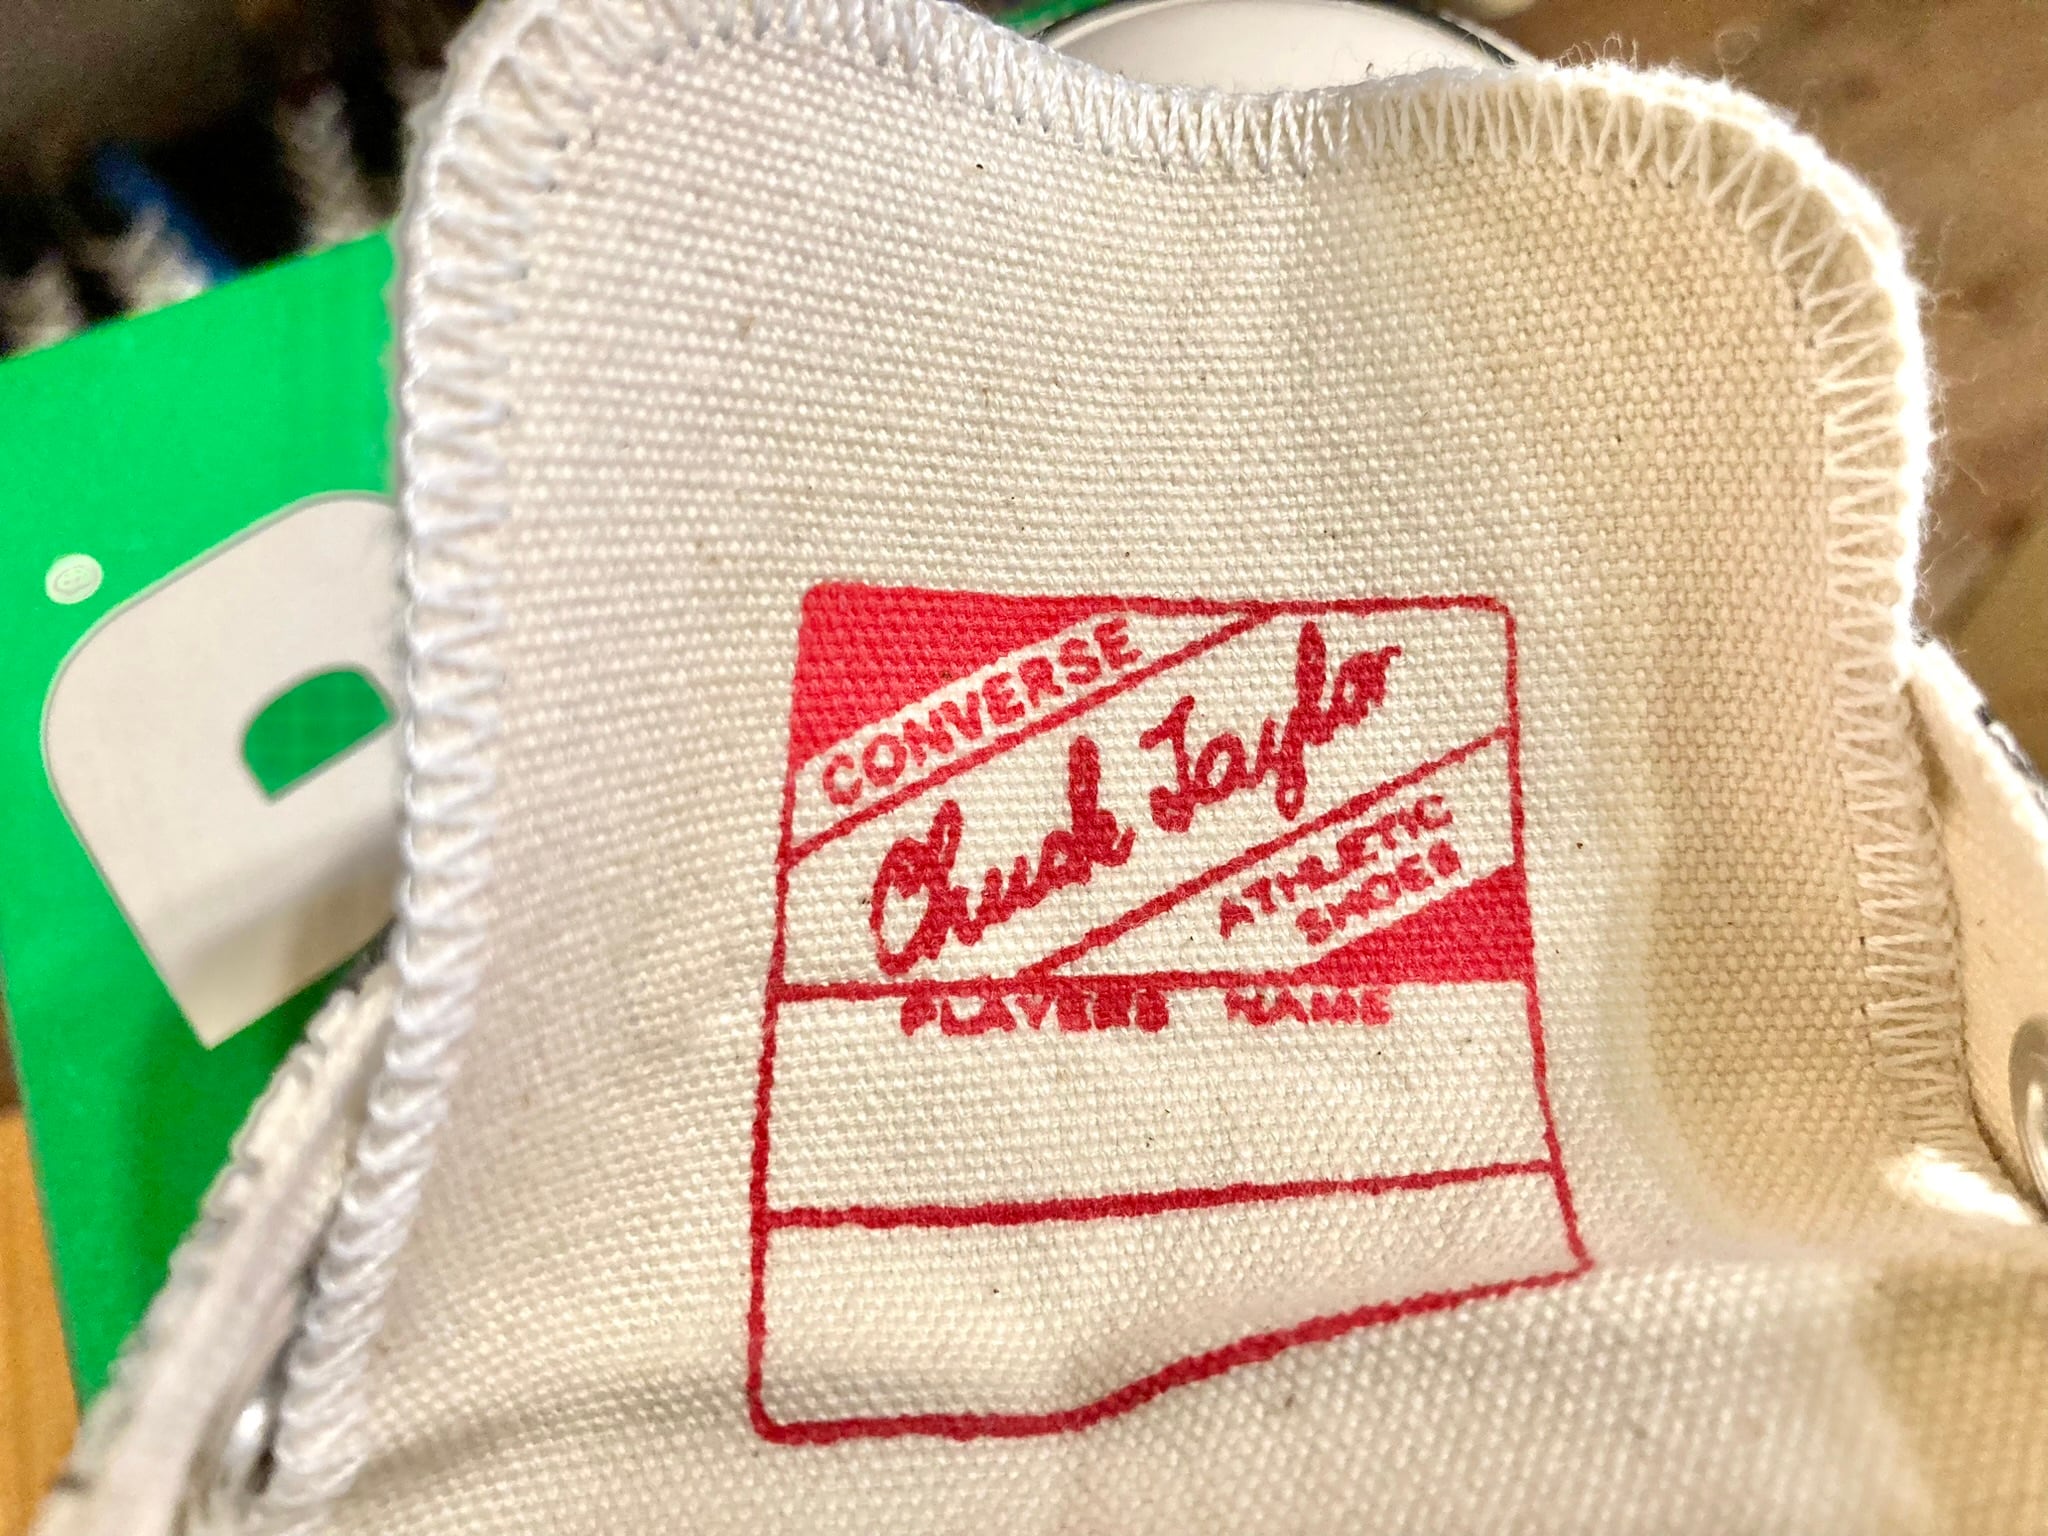 CONVERSE
Chuck Taylor
ATHLETIC
SHOES
PLAYERS NAME